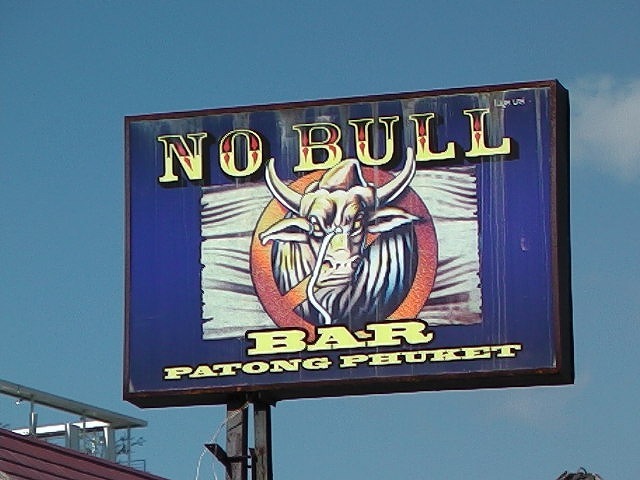 NO BULL
BAR
PATONG PHUKET